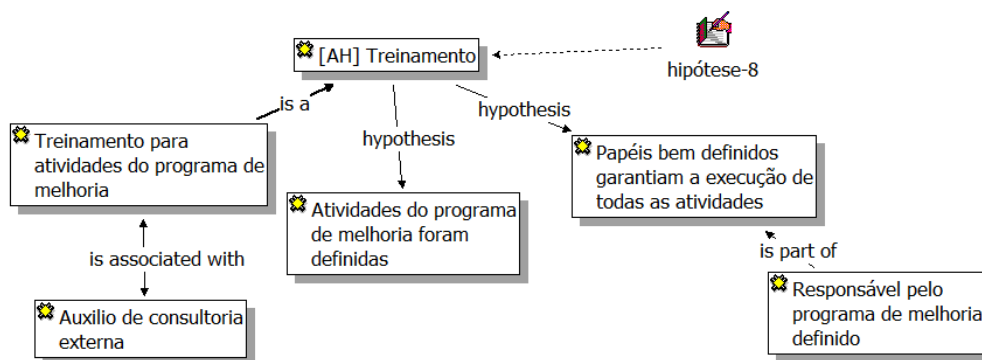 [AH] Treinamento
hipótese-8
is a
hypothesis
hypothesis
Treinamento para
atividades do programa de
melhoria
Papéis bem definidos
garantiam a execução de
todas as atividades
Atividades do programa
de melhoria foram
definidas
is associated with
is part of
Auxilio de consultoria
externa
Responsável pelo
programa de melhoria
definido